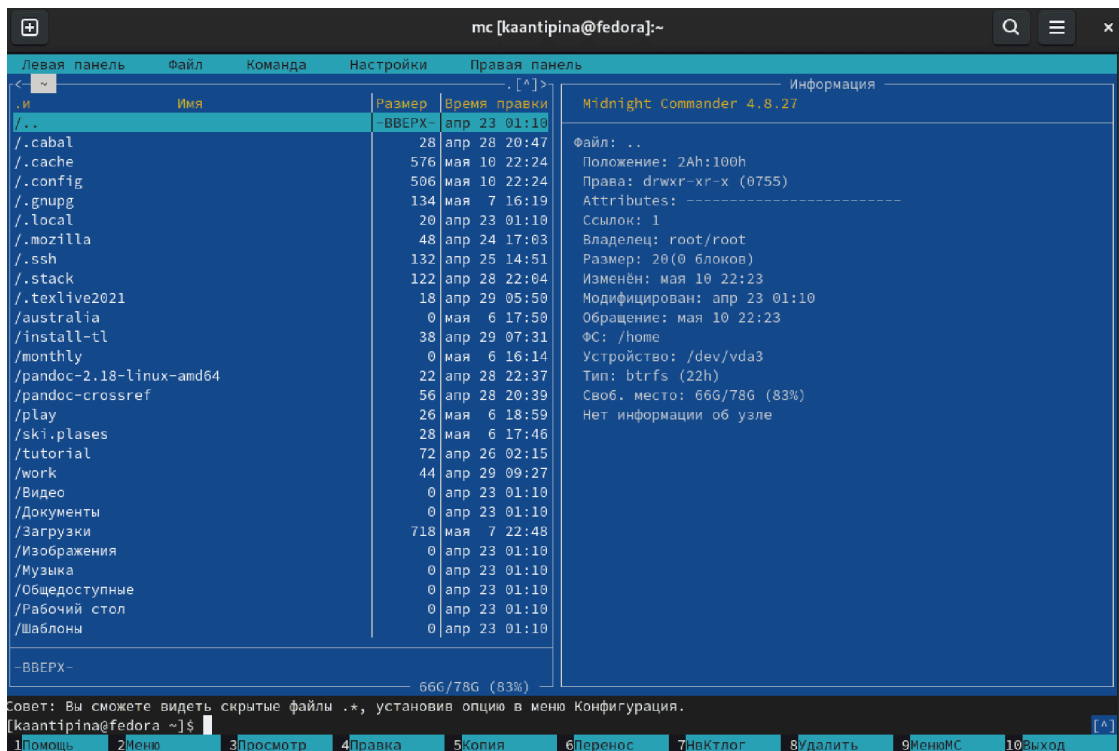 mc [kaantipina@fedora]:~
Левая панель Файл Команда Настройки Правая панель
<- ~ .[^]>
.и Имя Размер Время правки
/.. -ВВЕРХ- апр 23 01:10
/.cabal 28 апр 28 20:47
/.cache 576 мая 10 22:24
/.config 506 мая 10 22:24
/.gnupg 134 мая 7 16:19
/.local 20 апр 23 01:10
/.mozilla 48 апр 24 17:03
/.ssh 132 апр 25 14:51
/.stack 122 апр 28 22:04
/.texlive2021 18 апр 29 05:50
/australia 0 мая 6 17:50
/install-tl 38 апр 29 07:31
/monthly 0 мая 6 16:14
/pandoc-2.18-linux-amd64 22 апр 28 22:37
/pandoc-crossref 56 апр 28 20:39
/play 26 мая 6 18:59
/ski.plases 28 мая 6 17:46
/tutorial 72 апр 26 02:15
/work 44 апр 29 09:27
/Видео 0 апр 23 01:10
/Документы 0 апр 23 01:10
/Загрузки 718 мая 7 22:48
/Изображения 0 апр 23 01:10
/Музыка 0 апр 23 01:10
/Общедоступные 0 апр 23 01:10
/Рабочий стол 0 апр 23 01:10
/Шаблоны 0 апр 23 01:10
-ВВЕРХ-
66G/78G (83%)
Информация
Midnight Commander 4.8.27
Файл: ..
Положение: 2Ah:100h
Права: drwxr-xr-x (0755)
Attributes: -------------------------
Ссылок: 1
Владелец: root/root
Размер: 20(0 блоков)
Изменён: мая 10 22:23
Модифицирован: апр 23 01:10
Обращение: мая 10 22:23
ФС: /home
Устройство: /dev/vda3
Тип: btrfs (22h)
Своб. место: 66G/78G (83%)
Нет информации об узле
Совет: Вы сможете видеть скрытые файлы .*, установив опцию в меню Конфигурация.
[kaantipina@fedora ~]$ [^]
1Помощь 2Меню 3Просмотр 4Правка 5Копия 6Перенос 7НвКтлог 8Удалить 9МенюМС 10Выход